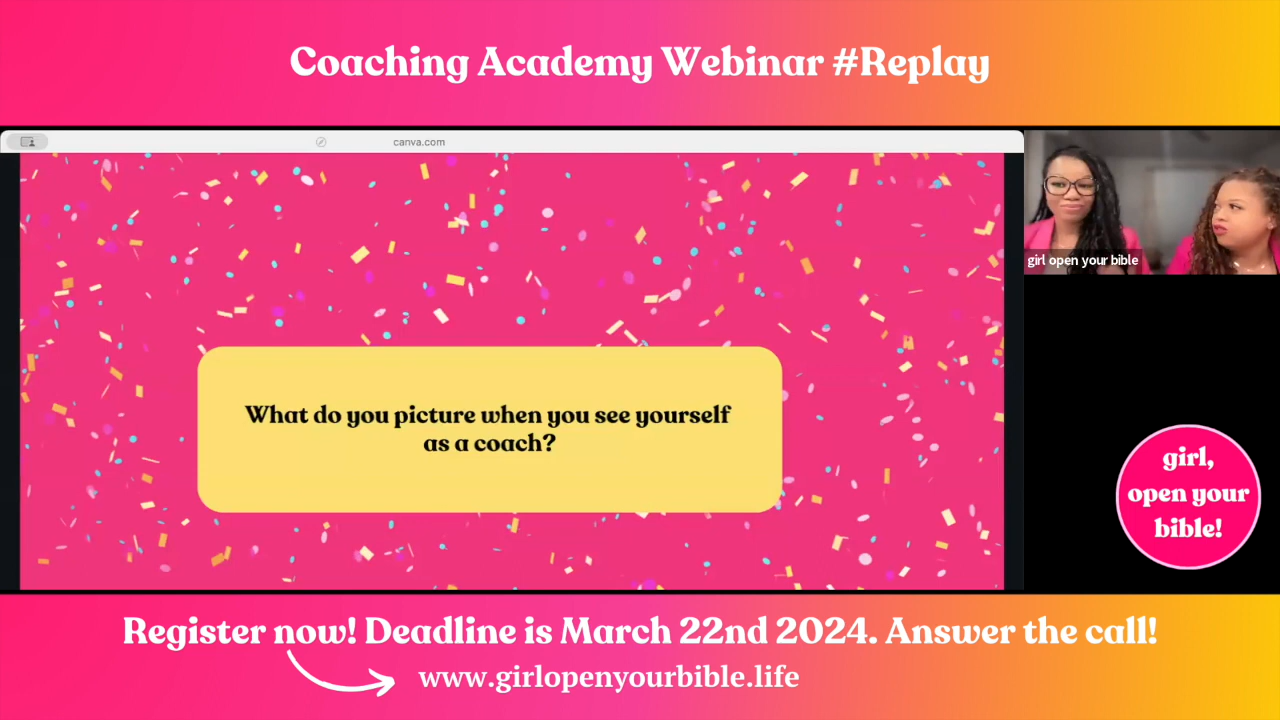 Coaching Academy Webinar #Replay
canva.com
girl open your bible
What do you picture when you see yourself
as a coach?
girl,
open your
bible!
Register now! Deadline is March 22nd 2024. Answer the call!
www.girlopenyourbible.life